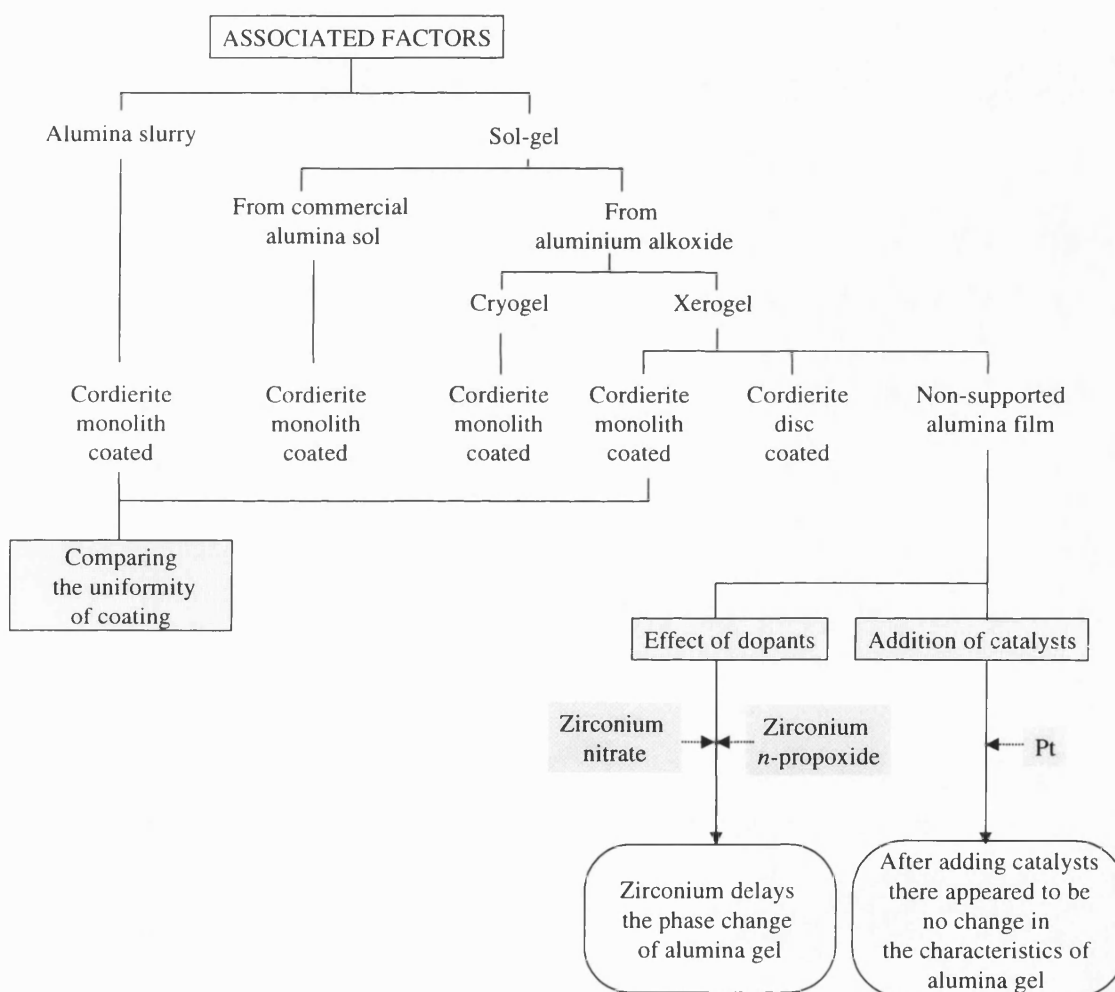 ASSOCIATED FACTORS
Alumina slurry
Sol-gel
From commercial
alumina sol
From
aluminium alkoxide
Cryogel
Xerogel
Cordierite
monolith
coated
Cordierite
monolith
coated
Cordierite
monolith
coated
Cordierite
monolith
coated
Cordierite
disc
coated
Non-supported
alumina film
Comparing
the uniformity
of coating
Effect of dopants
Addition of catalysts
Zirconium
nitrate
Zirconium
n-propoxide
Pt
Zirconium delays
the phase change
of alumina gel
After adding catalysts
there appeared to be
no change in
the characteristics of
alumina gel